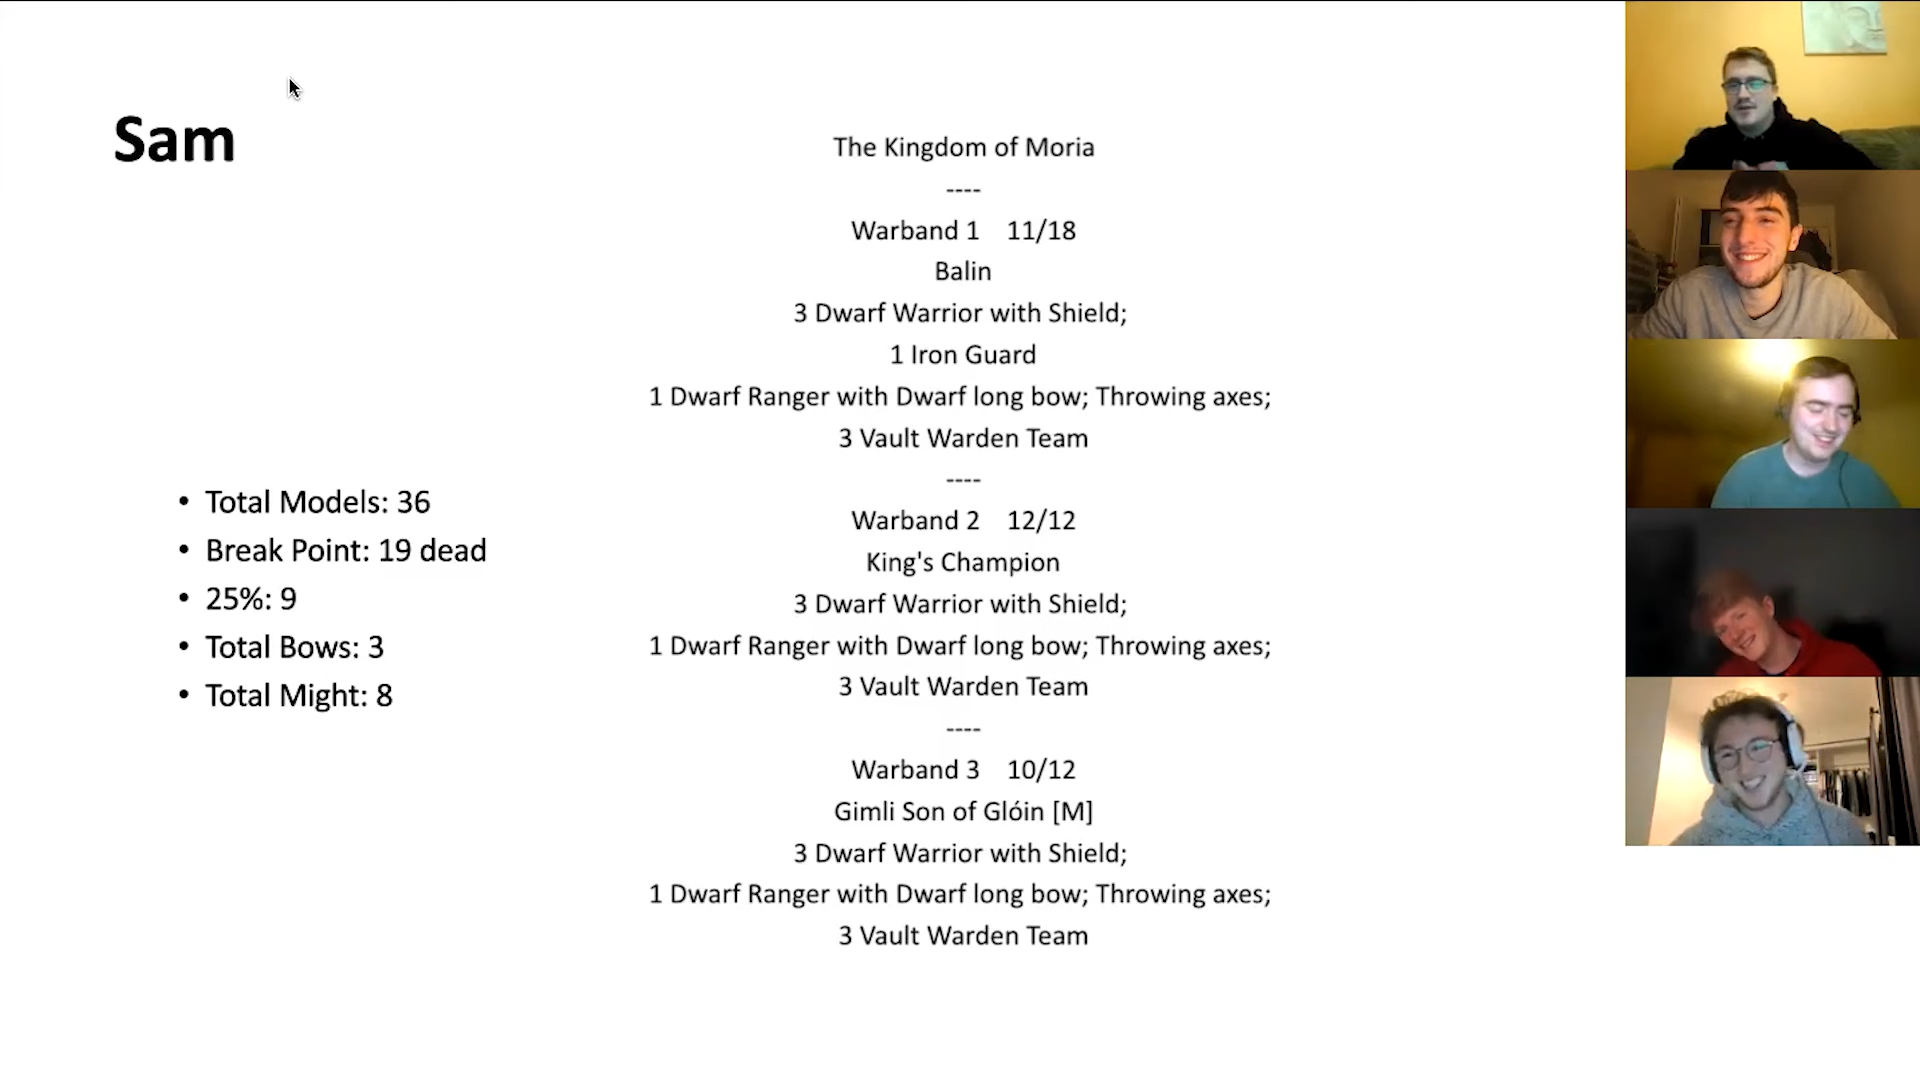 Sam
Total Models: 36
Break Point: 19 dead
25%: 9
Total Bows: 3
Total Might: 8
The Kingdom of Moria
----
Warband 1 11/18
Balin
3 Dwarf Warrior with Shield;
1 Iron Guard
1 Dwarf Ranger with Dwarf long bow; Throwing axes;
3 Vault Warden Team
----
Warband 2 12/12
King's Champion
3 Dwarf Warrior with Shield;
1 Dwarf Ranger with Dwarf long bow; Throwing axes;
3 Vault Warden Team
----
Warband 3 10/12
Gimli Son of Glóin [M]
3 Dwarf Warrior with Shield;
1 Dwarf Ranger with Dwarf long bow; Throwing axes;
3 Vault Warden Team